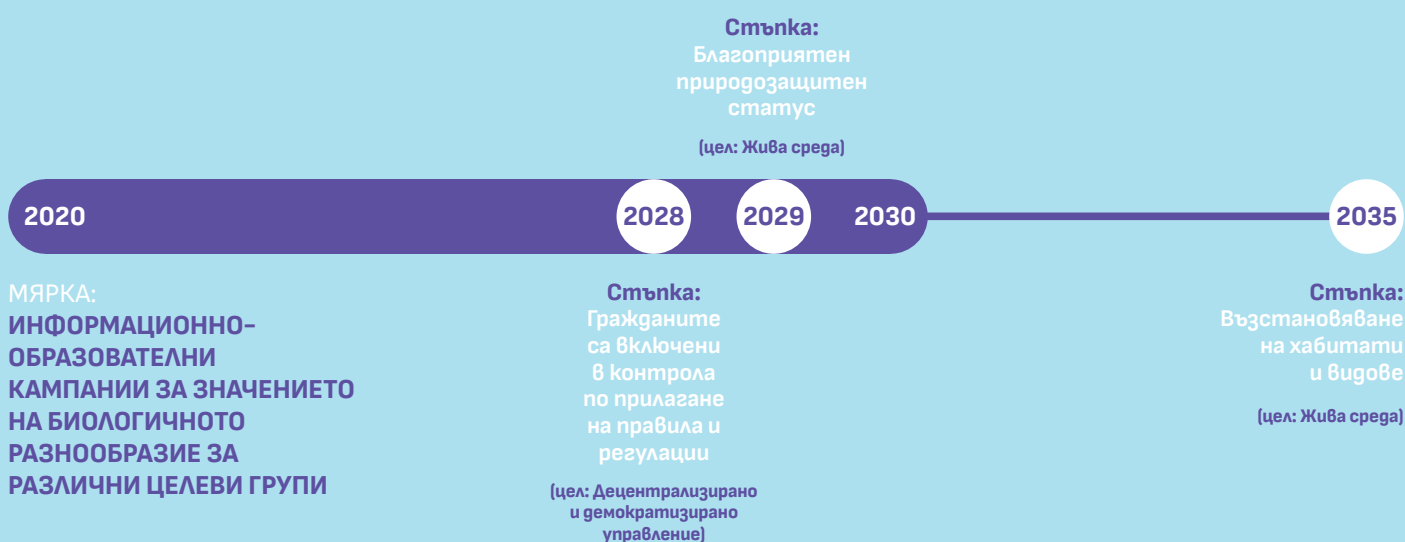 Стъпка:
Благоприятен
природозащитен
статус
(цел: Жива среда)
2020
2028
2029
2030
2035
МЯРКА:
ИНФОРМАЦИОННО-
ОБРАЗОВАТЕЛНИ
КАМПАНИИ ЗА ЗНАЧЕНИЕТО
НА БИОЛОГИЧНОТО
РАЗНООБРАЗИЕ ЗА
РАЗЛИЧНИ ЦЕЛЕВИ ГРУПИ
Стъпка:
Гражданите
са включени
в контрола
по прилагане
на правила и
регулации
(цел: Децентрализирано
и демократизирано
управление)
Стъпка:
Възстановяване
на хабитати
и видове
(цел: Жива среда)